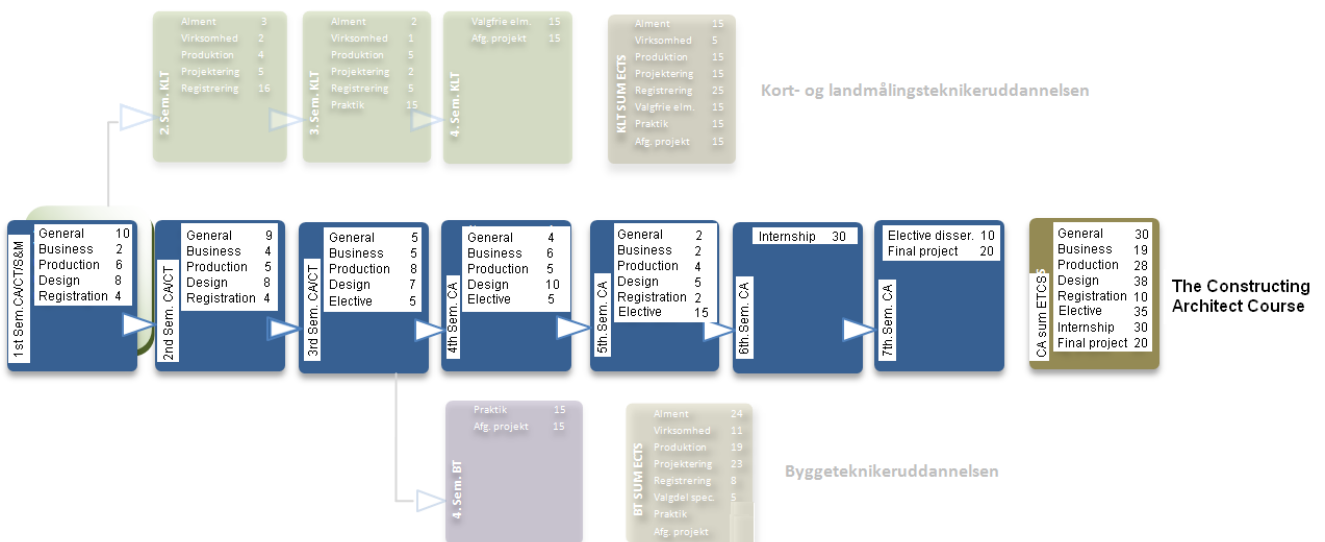 2. Sem. KLT
Alment 3
Virksomhed 2
Produktion 4
Projektering 5
Registrering 16
3. Sem. KLT
Alment 2
Virksomhed 1
Produktion 5
Projektering 2
Registrering 5
Praktik 15
4. Sem. KLT
Valgfrie elm. 15
Afg. projekt 15
KLT SUM ECTS
Alment 15
Virksomhed 5
Produktion 15
Projektering 15
Registrering 25
Valgfrie elm. 15
Praktik 15
Afg. projekt 15
Kort- og landmålingsteknikeruddannelsen
1st Sem.CA/CT/S&M
General 10
Business 2
Production 6
Design 8
Registration 4
2nd Sem. CA/CT
General 9
Business 4
Production 5
Design 8
Registration 4
3rd Sem. CA/CT
General 5
Business 5
Production 8
Design 7
Elective 5
4th Sem. CA
General 4
Business 6
Production 5
Design 10
Elective 5
5th. Sem. CA
General 2
Business 2
Production 4
Design 5
Registration 2
Elective 15
6th. Sem. CA
Internship 30
7th. Sem. CA
Elective disser. 10
Final project 20
CA sum ETCSS
General 30
Business 19
Production 28
Design 38
Registration 10
Elective 35
Internship 30
Final project 20
The Constructing
Architect Course
4. Sem. BT
Praktik 15
Afg. projekt 15
BT SUM ECTS
Alment 24
Virksomhed 11
Produktion 19
Projektering 23
Registrering 8
Valgdel spec. 5
Praktik
Afg. projekt
Byggeteknikeruddannelsen